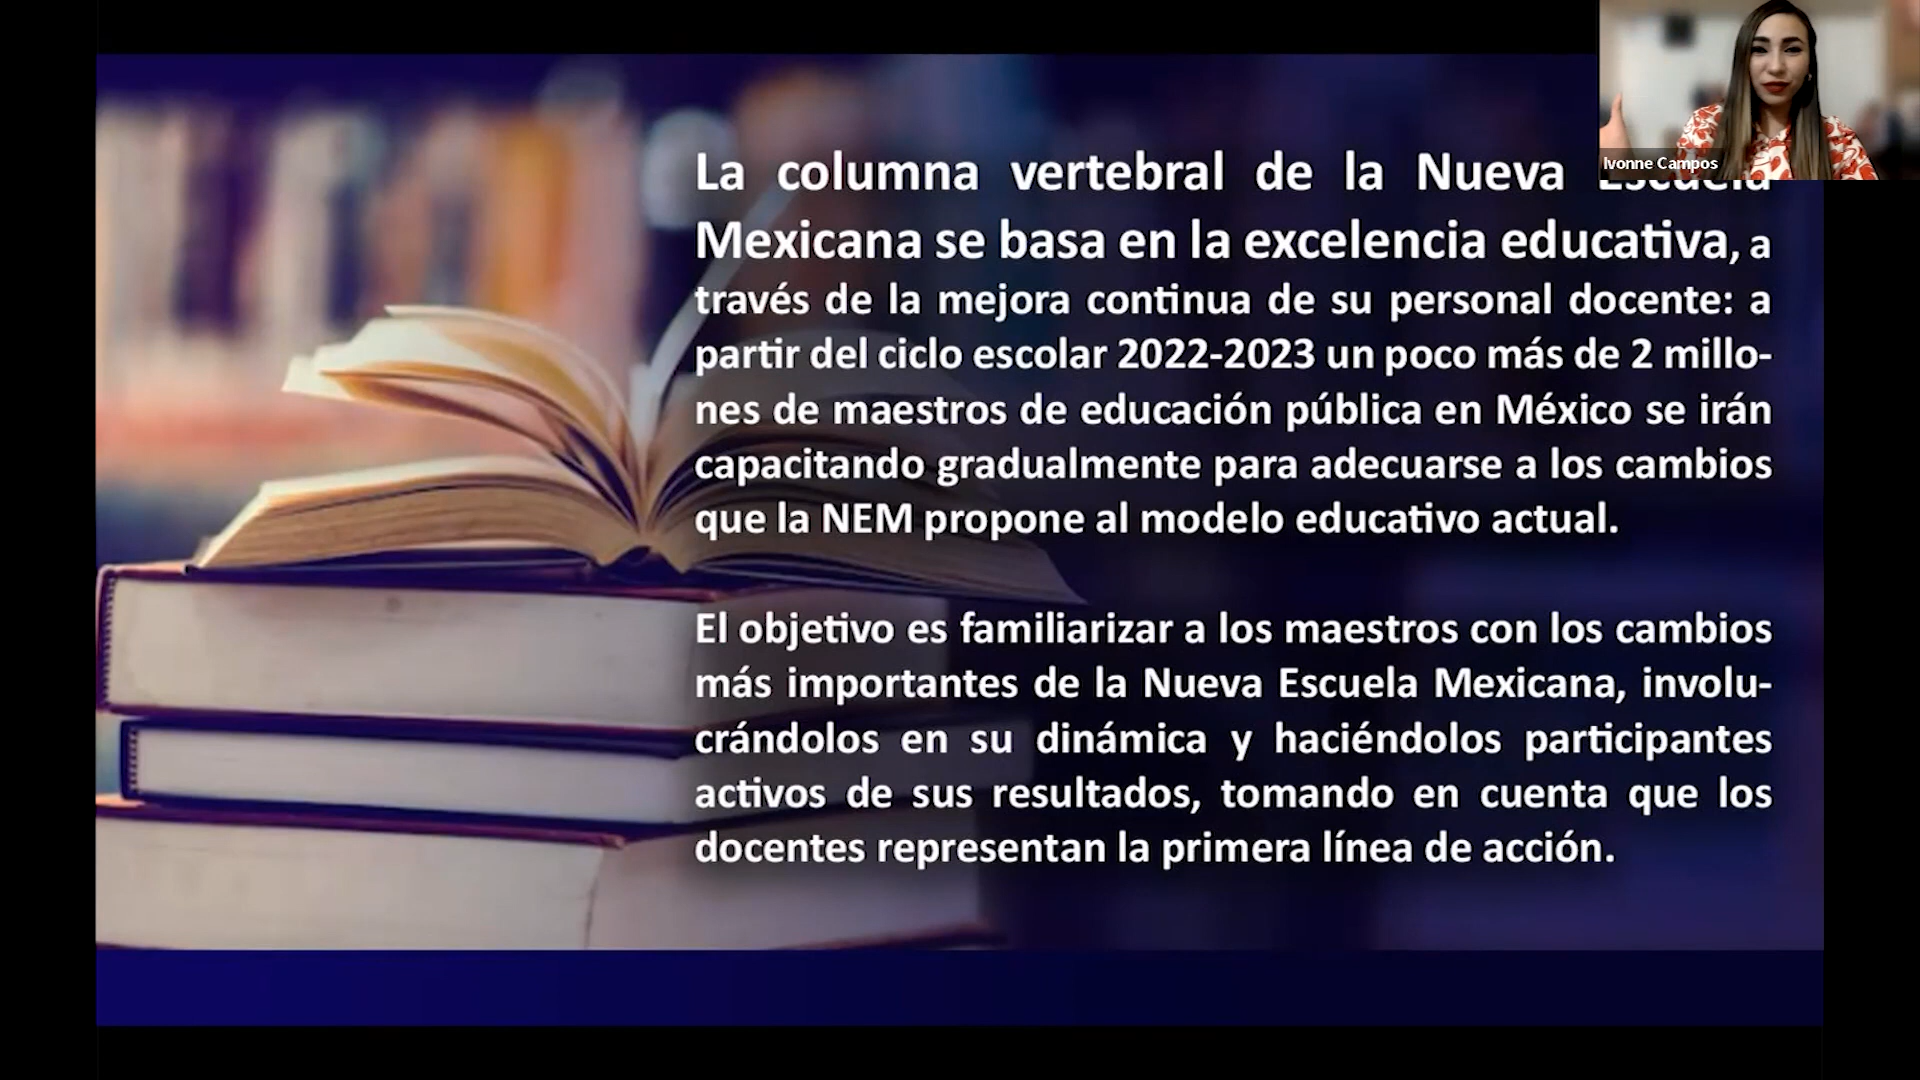 Ivonne Campos
La columna vertebral de la Nueva Escuela
Mexicana se basa en la excelencia educativa, a
través de la mejora continua de su personal docente: a
partir del ciclo escolar 2022-2023 un poco más de 2 millo-
nes de maestros de educación pública en México se irán
capacitando gradualmente para adecuarse a los cambios
que la NEM propone al modelo educativo actual.
El objetivo es familiarizar a los maestros con los cambios
más importantes de la Nueva Escuela Mexicana, involu-
crándolos en su dinámica y haciéndolos participantes
activos de sus resultados, tomando en cuenta que los
docentes representan la primera línea de acción.